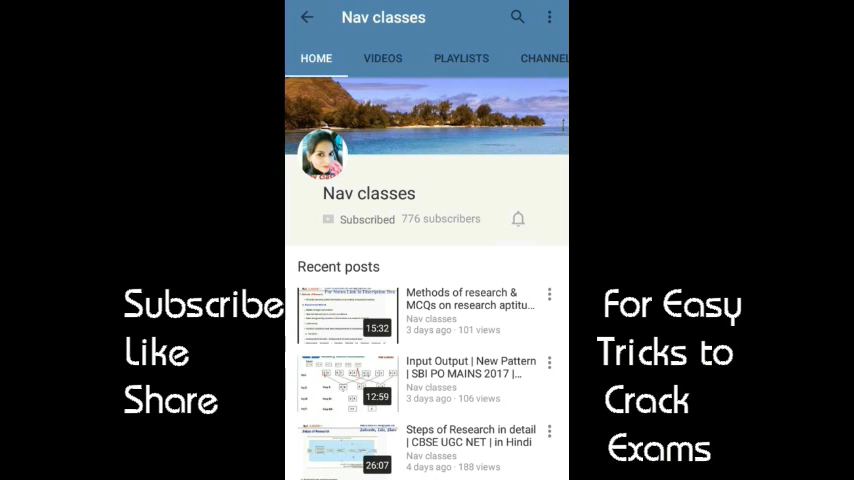 Nav classes
HOME VIDEOS PLAYLISTS CHANNEL
Nav classes
Subscribed 776 subscribers
Recent posts
Methods of research &
MCQs on research aptitu...
Nav classes
3 days ago · 101 views
15:32
Input Output | New Pattern
| SBI PO MAINS 2017 |...
Nav classes
3 days ago · 106 views
12:59
Steps of Research in detail
| CBSE UGC NET | in Hindi
Nav classes
4 days ago · 188 views
26:07
Subscribe
Like
Share
For Easy
Tricks to
Crack
Exams